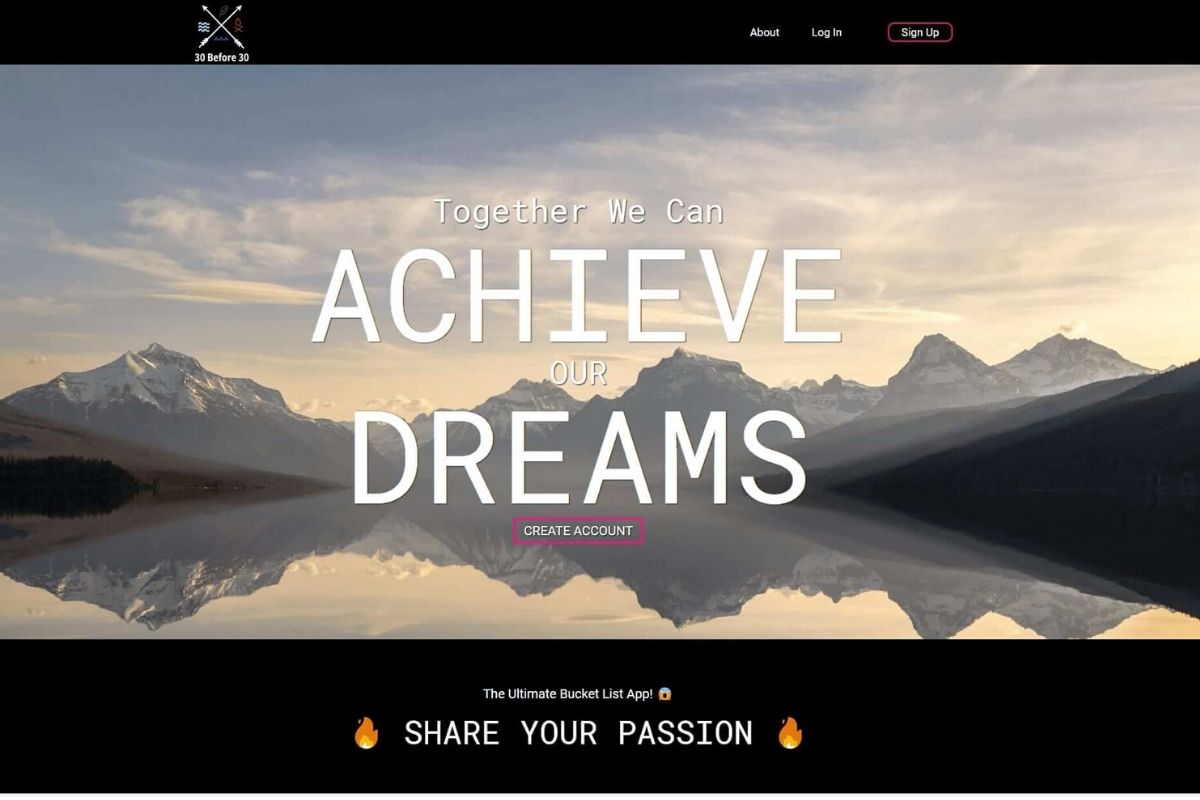 30 Before 30
About
Log In
Sign Up
Together We Can
ACHIEVE
OUR
DREAMS
CREATE ACCOUNT
The Ultimate Bucket List App! 😱
🔥 SHARE YOUR PASSION 🔥